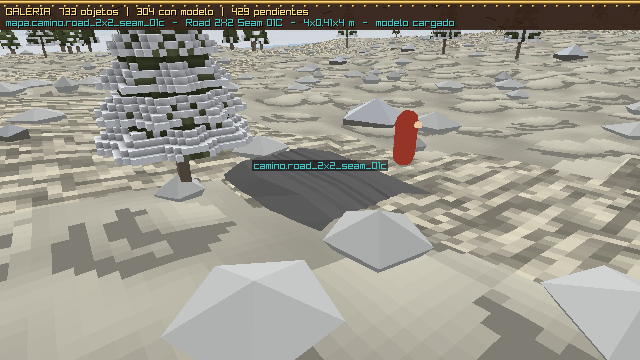 GALERÍA 733 objetos | 304 con modelo | 429 pendientes
mapa.camino.road_2x2_seam_01c - Road 2X2 Seam 01C - 4x0.41x4 m - modelo cargado
camino.road_2x2_seam_01c